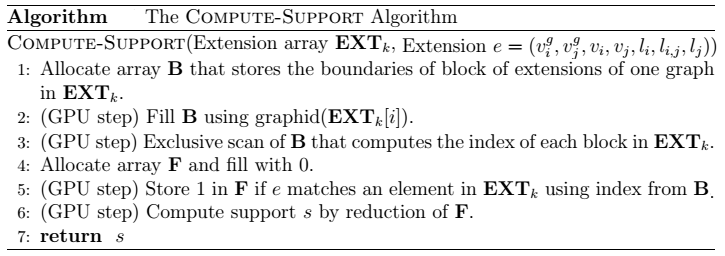 Algorithm The COMPUTE-SUPPORT Algorithm
COMPUTE-SUPPORT(Extension array EXT_k, Extension e = (v_i^g, v_j^g, v_i, v_j, l_i, l_{i,j}, l_j))
1: Allocate array B that stores the boundaries of block of extensions of one graph
in EXT_k.
2: (GPU step) Fill B using graphid(EXT_k[i]).
3: (GPU step) Exclusive scan of B that computes the index of each block in EXT_k.
4: Allocate array F and fill with 0.
5: (GPU step) Store 1 in F if e matches an element in EXT_k using index from B.
6: (GPU step) Compute support s by reduction of F.
7: return s